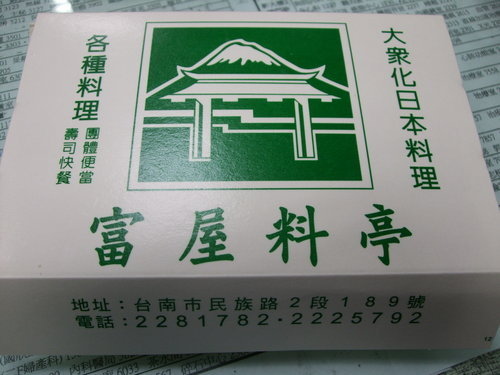 大衆化日本料理
各種料理
團體便當
壽司快餐
富屋料亭
地址：台南市民族路2段189號
電話：2281782・2225792